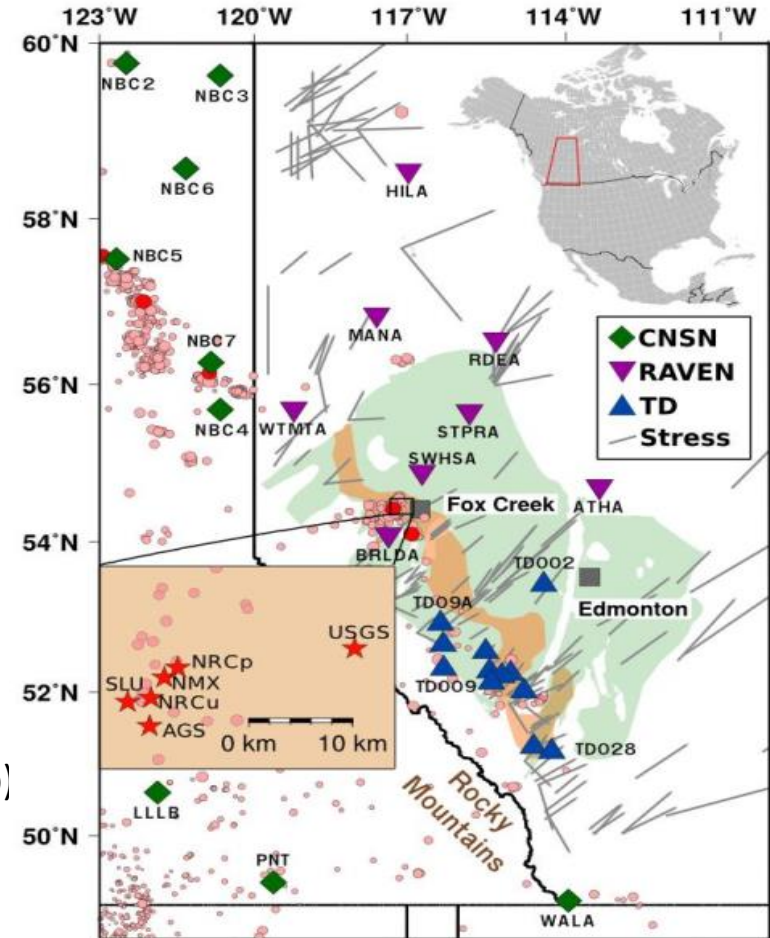 123°W 120°W 117°W 114°W 111°W
60°N
NBC2
NBC3
NBC6
HILA
58°N
NBC5
MANA
NBC7
RDEA
56°N
NBC4
WTMTA
STPRA
SWHSA
CNSN
RAVEN
TD
Stress
Fox Creek
ATHA
54°N
BRLDA
TD002
TD09A
Edmonton
USGS
NRCp
SLU
NMX
NRCu
AGS
0 km 10 km
TD009
52°N
TD028
)
LLLB
Rocky
Mountains
50°N
PNT
WALA